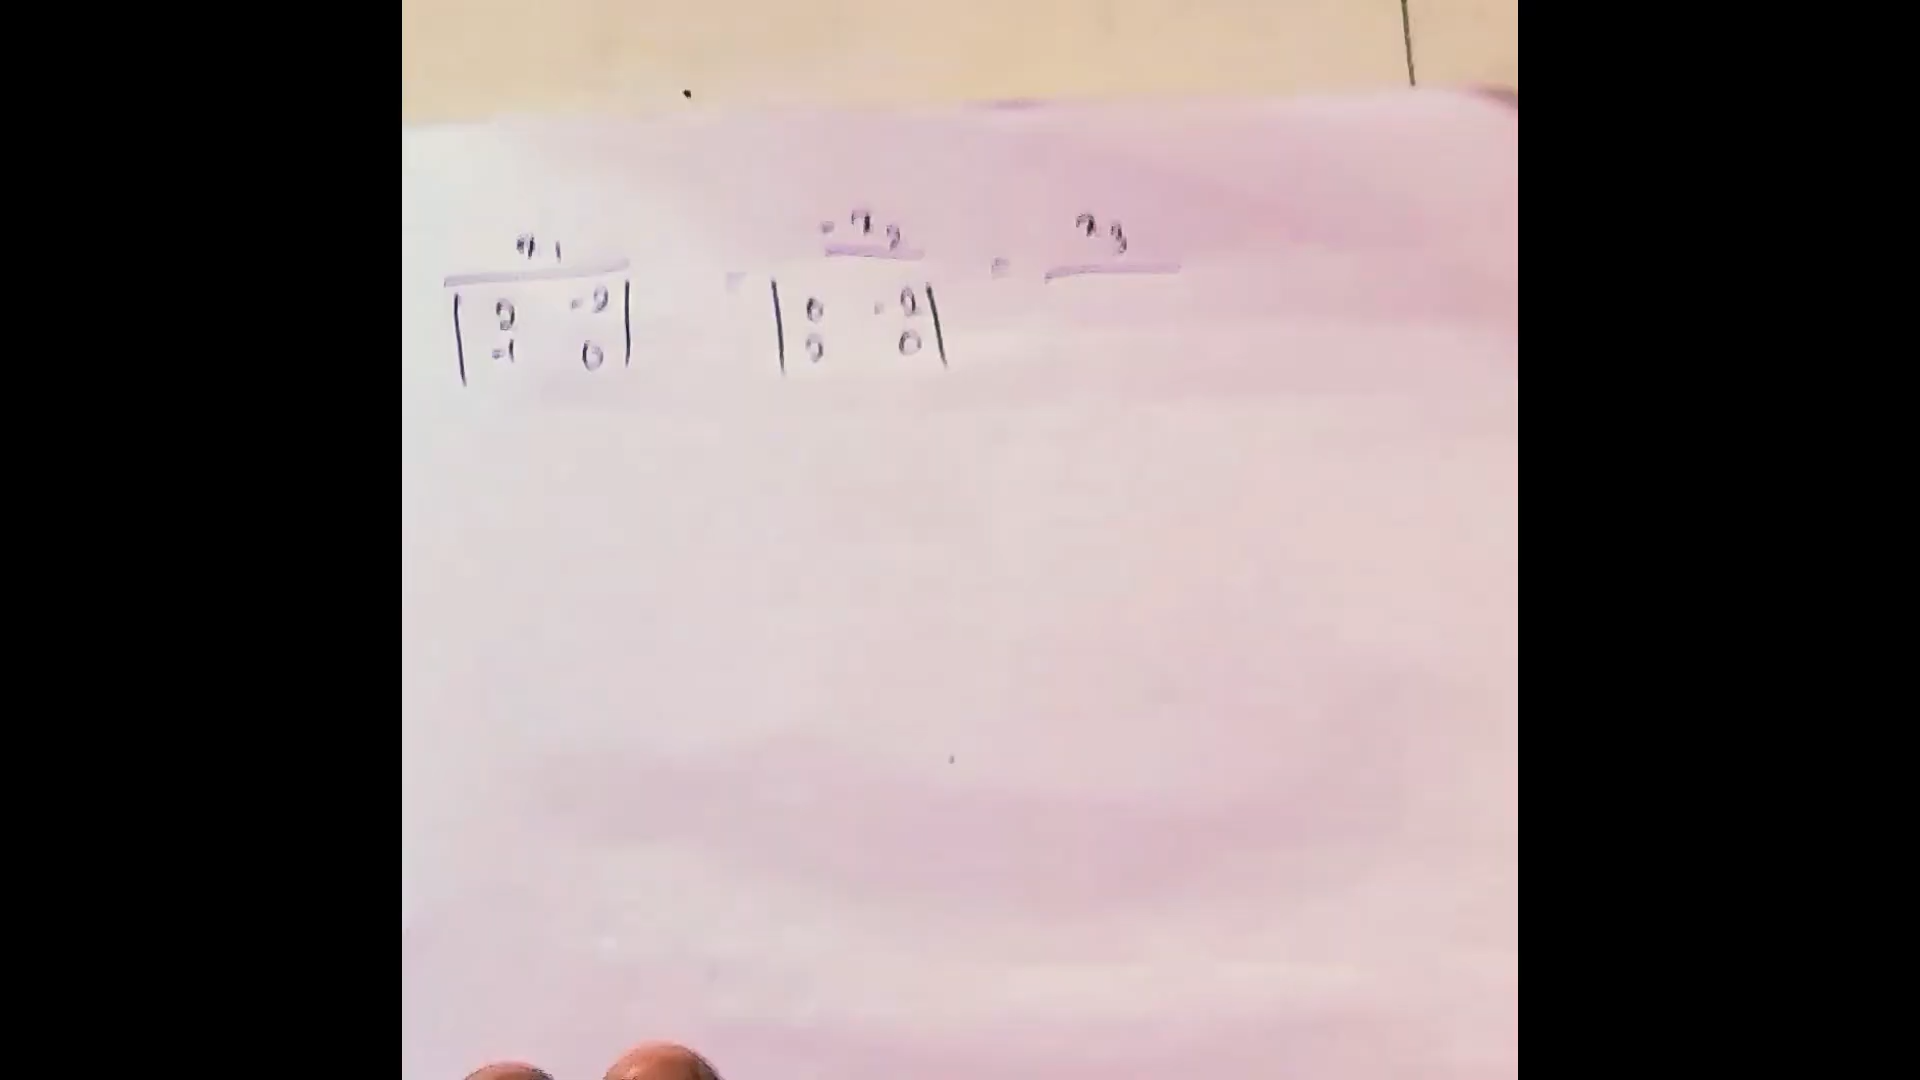 x1 = -x2 = x3
| 2 -2 | | 0 -2 |
| -1 0 | | 2 0 |